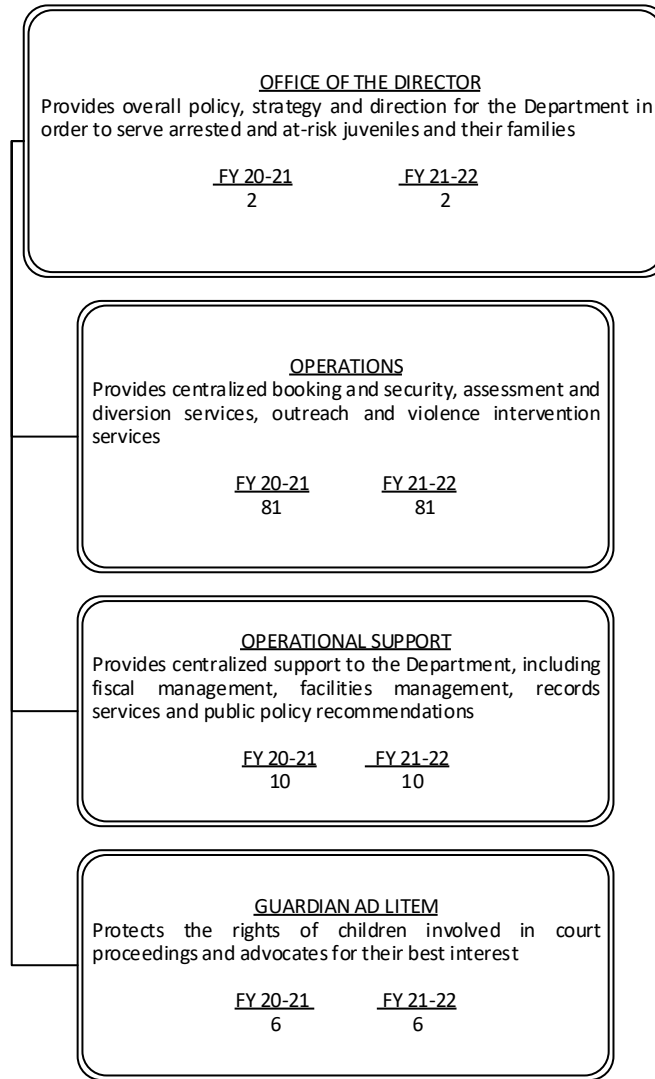 OFFICE OF THE DIRECTOR
Provides overall policy, strategy and direction for the Department in
order to serve arrested and at-risk juveniles and their families
FY 20-21 FY 21-22
2 2
OPERATIONS
Provides centralized booking and security, assessment and
diversion services, outreach and violence intervention
services
FY 20-21 FY 21-22
81 81
OPERATIONAL SUPPORT
Provides centralized support to the Department, including
fiscal management, facilities management, records
services and public policy recommendations
FY 20-21 FY 21-22
10 10
GUARDIAN AD LITEM
Protects the rights of children involved in court
proceedings and advocates for their best interest
FY 20-21 FY 21-22
6 6